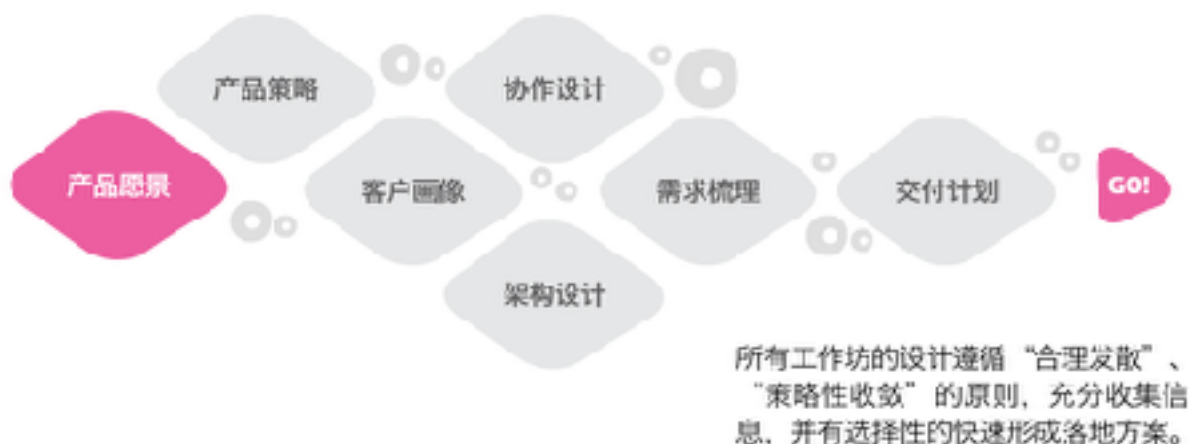 产品策略
协作设计
产品愿景
客户画像
需求梳理
交付计划
GO!
架构设计
所有工作坊的设计遵循“合理发散”、
“策略性收敛”的原则，充分收集信
息，并有选择性的快速形成落地方案。